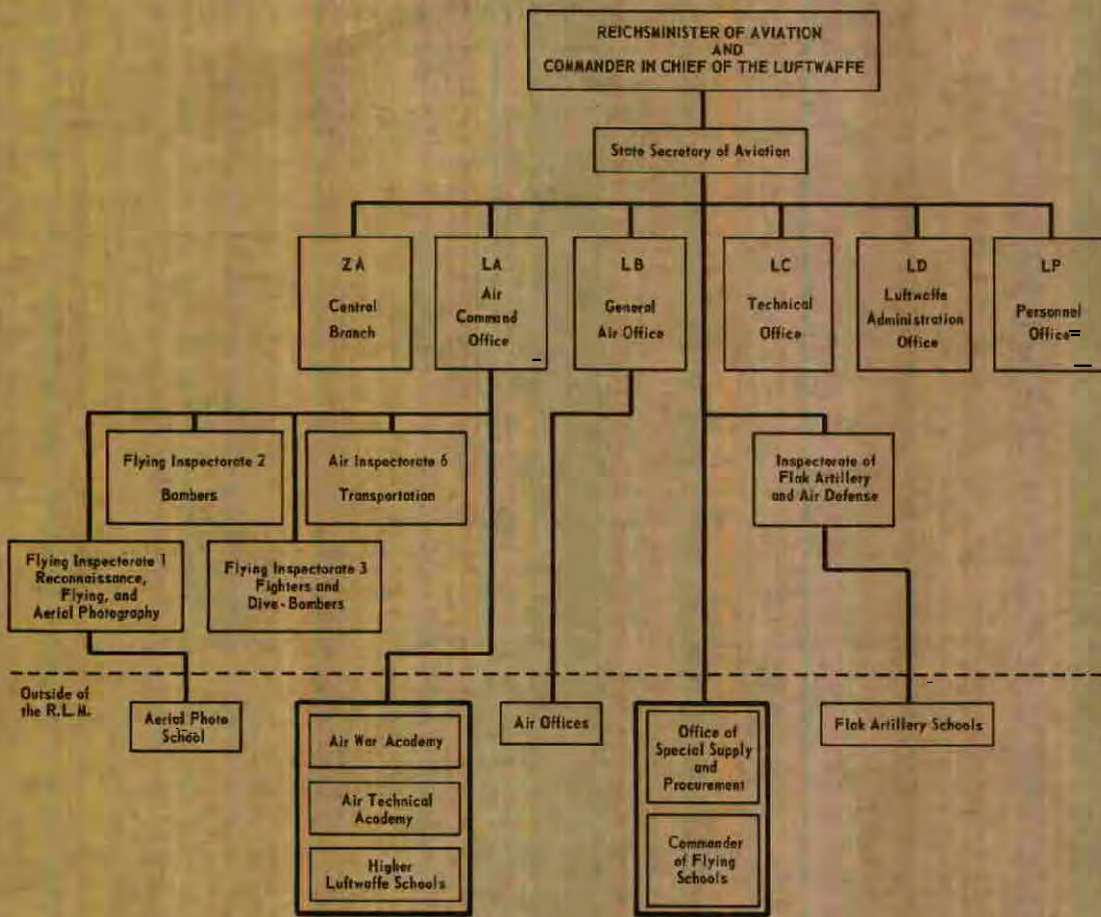 REICHSMINISTER OF AVIATION
AND
COMMANDER IN CHIEF OF THE LUFTWAFFE
State Secretary of Aviation
ZA
Central
Branch
LA
Air
Command
Office
LB
General
Air Office
LC
Technical
Office
LD
Luftwaffe
Administration
Office
LP
Personnel
Office
Flying Inspectorate 2
Bombers
Air Inspectorate 6
Transportation
Inspectorate of
Flak Artillery
and Air Defense
Flying Inspectorate 1
Reconnaissance,
Flying, and
Aerial Photography
Flying Inspectorate 3
Fighters and
Dive-Bombers
Outside of
the R.L.M.
Aerial Photo
School
Air War Academy
Air Technical
Academy
Higher
Luftwaffe Schools
Air Offices
Office of
Special Supply
and
Procurement
Commander
of Flying
Schools
Flak Artillery Schools